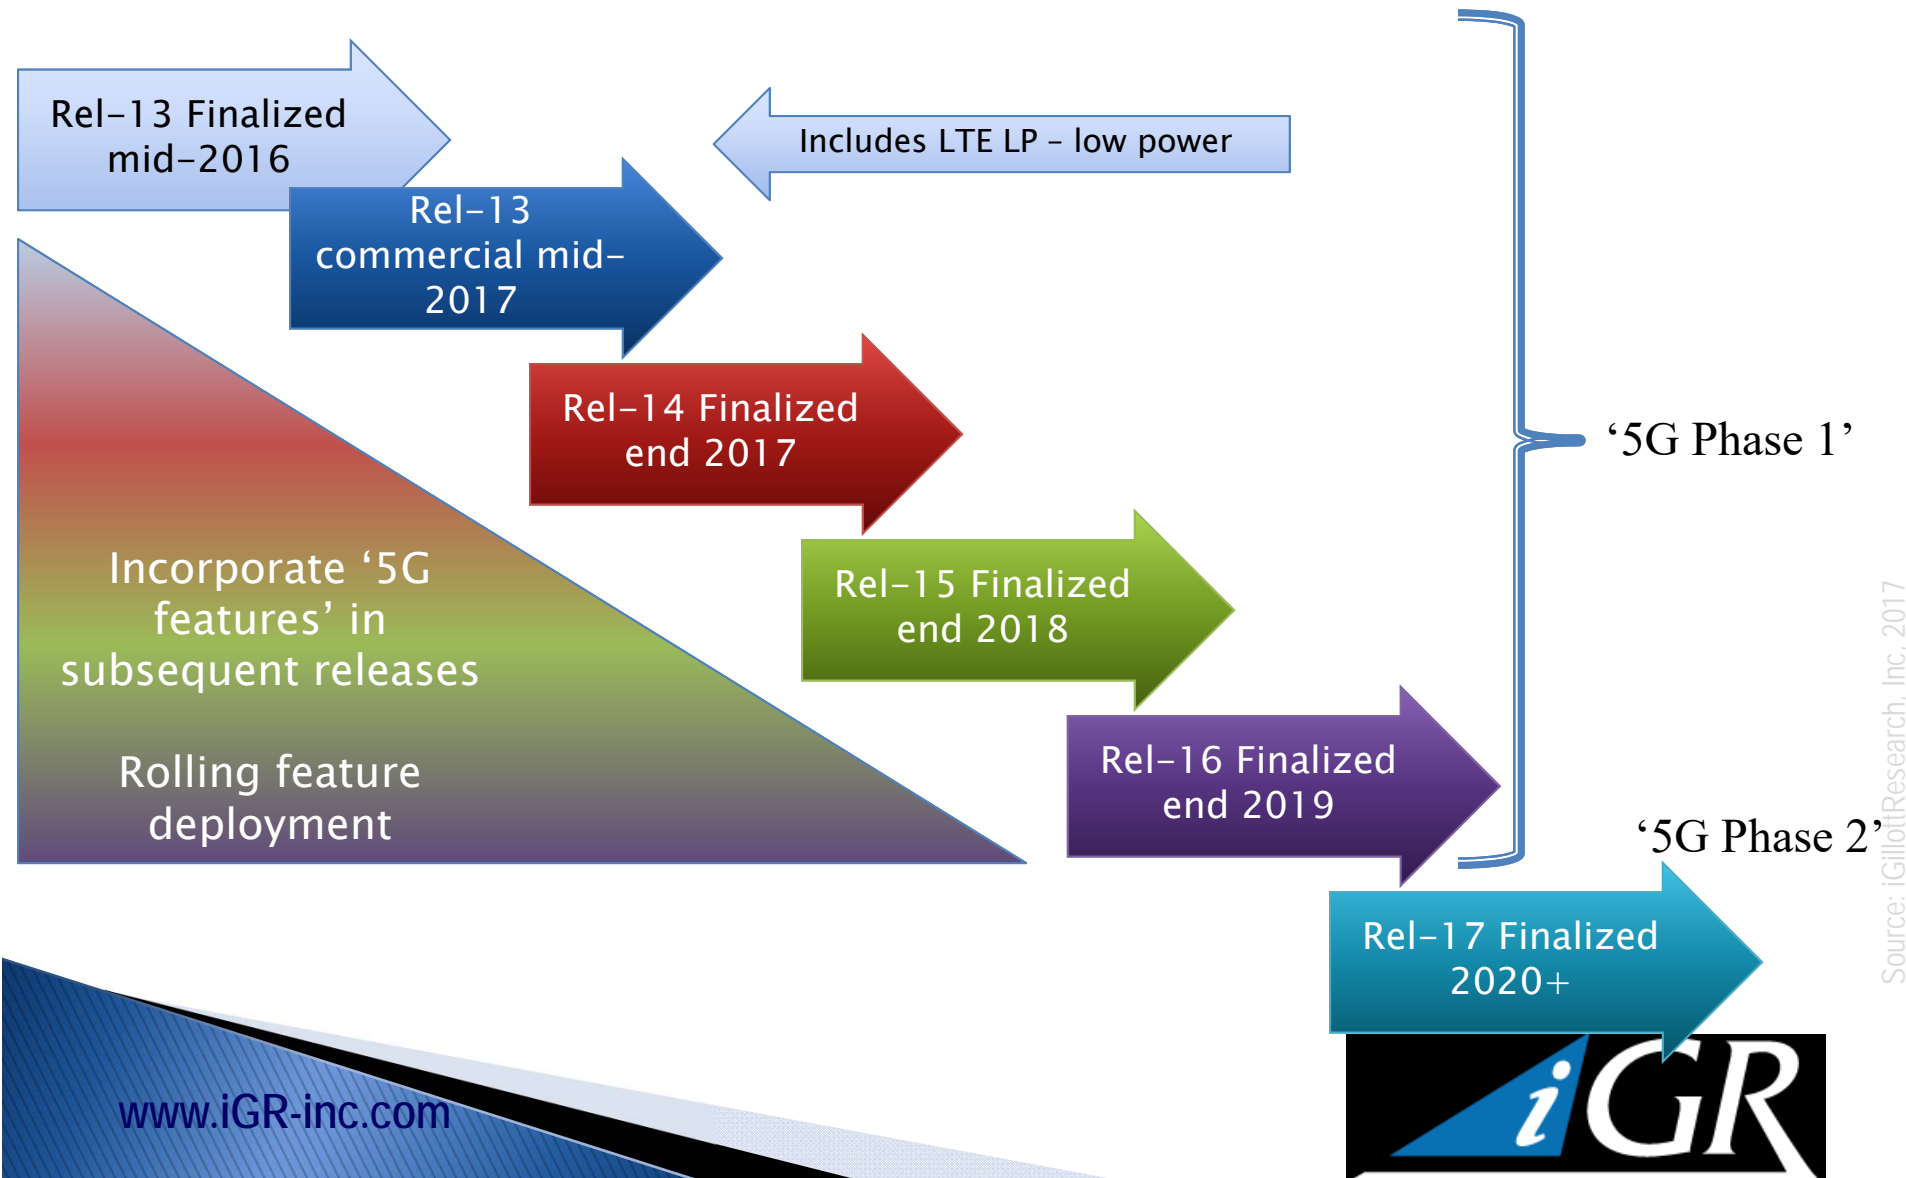 Rel-13 Finalized
mid-2016
Includes LTE LP – low power
Rel-13
commercial mid-
2017
Rel-14 Finalized
end 2017
‘5G Phase 1’
Incorporate ‘5G
features’ in
subsequent releases
Rolling feature
deployment
Rel-15 Finalized
end 2018
Rel-16 Finalized
end 2019
‘5G Phase 2’
Rel-17 Finalized
2020+
Source: iGillottResearch, Inc, 2017
www.iGR-inc.com
iGR